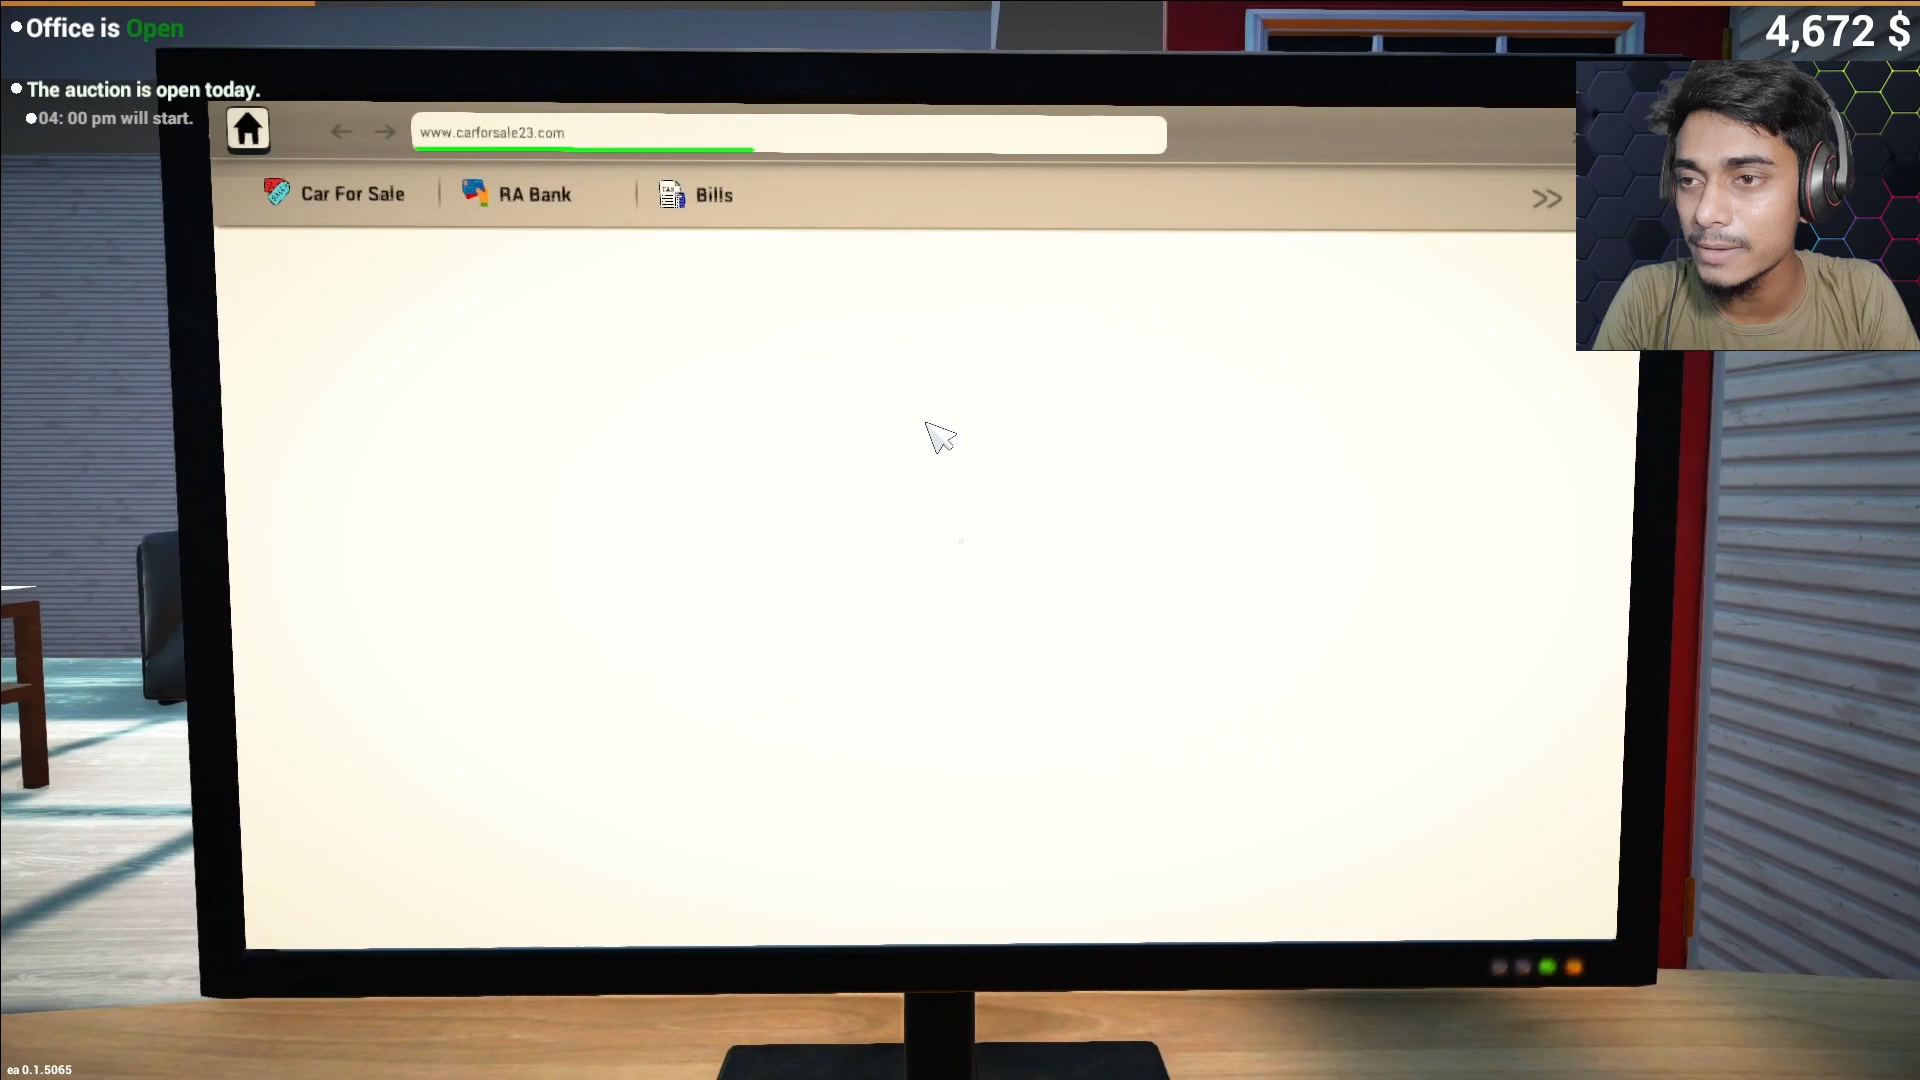 Office is Open
4,672 $
The auction is open today.
04: 00 pm will start.
www.carforsale23.com
Car For Sale
RA Bank
Bills
ea 0.1.5065